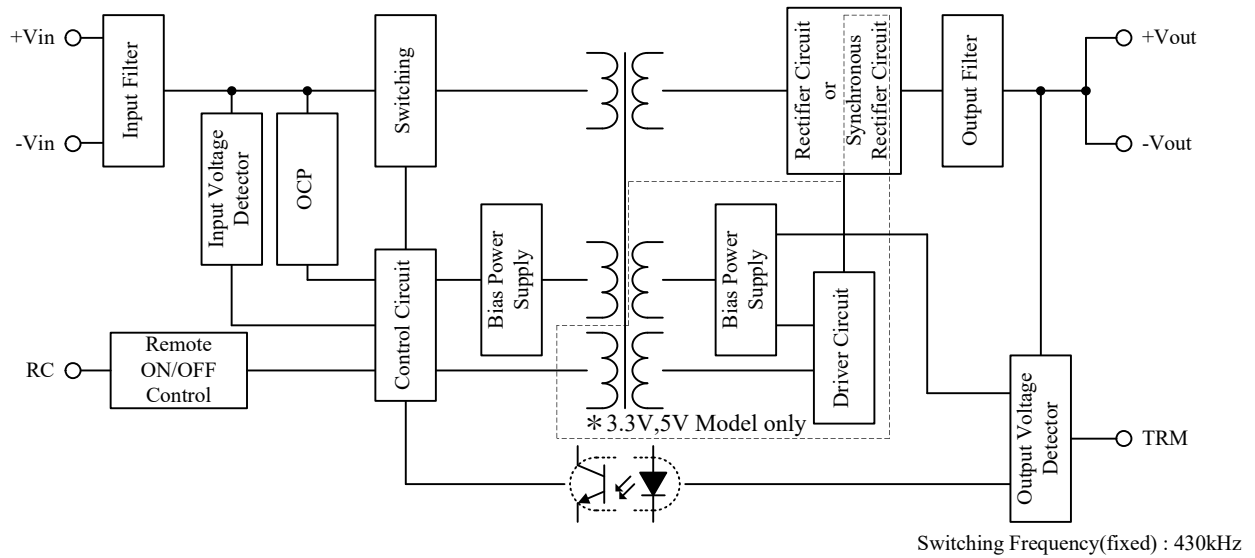 +Vin
-Vin
Input Filter
Input Voltage
Detector
OCP
Switching
Rectifier Circuit
or
Synchronous
Rectifier Circuit
Output Filter
+Vout
-Vout
RC
Remote
ON/OFF
Control
Control Circuit
Bias Power
Supply
Bias Power
Supply
Driver Circuit
*3.3V,5V Model only
Output Voltage
Detector
TRM
Switching Frequency(fixed) : 430kHz